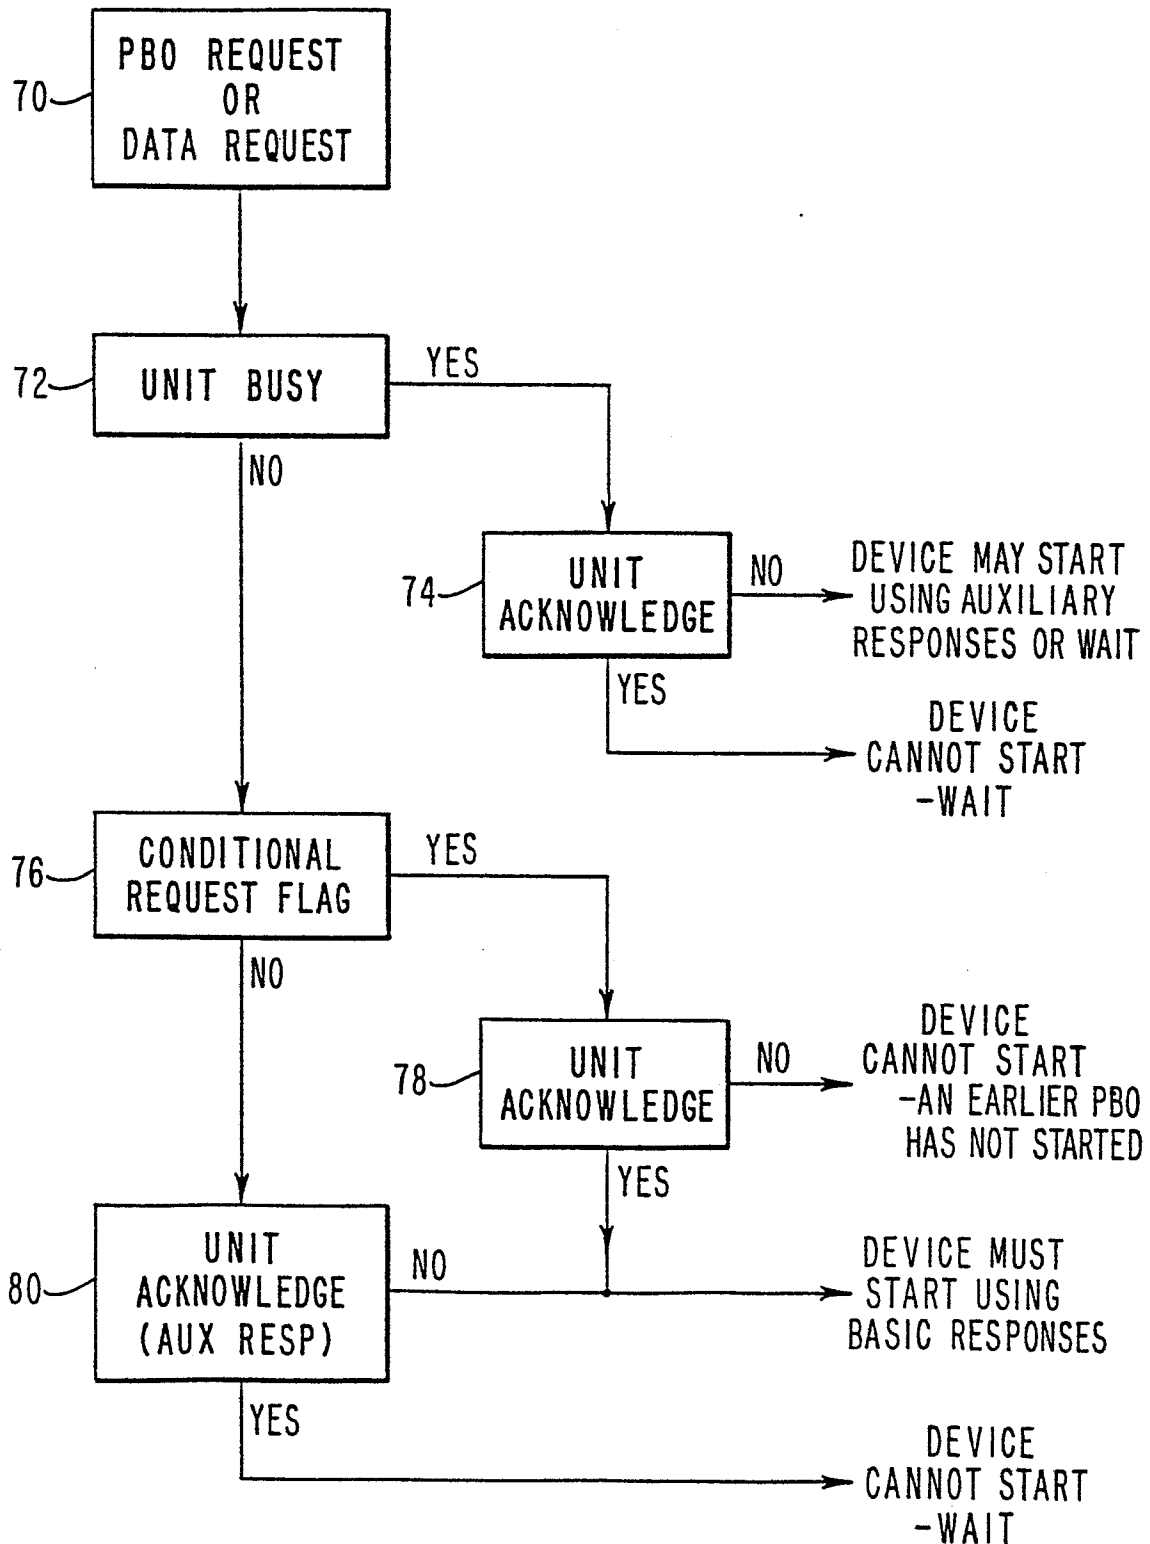 PBO REQUEST
OR
DATA REQUEST
70
UNIT BUSY
72
YES
NO
UNIT
ACKNOWLEDGE
74
NO
DEVICE MAY START
USING AUXILIARY
RESPONSES OR WAIT
YES
DEVICE
CANNOT START
-WAIT
CONDITIONAL
REQUEST FLAG
76
YES
NO
UNIT
ACKNOWLEDGE
78
NO
DEVICE
CANNOT START
-AN EARLIER PBO
HAS NOT STARTED
YES
UNIT
ACKNOWLEDGE
(AUX RESP)
80
NO
DEVICE MUST
START USING
BASIC RESPONSES
YES
DEVICE
CANNOT START
-WAIT